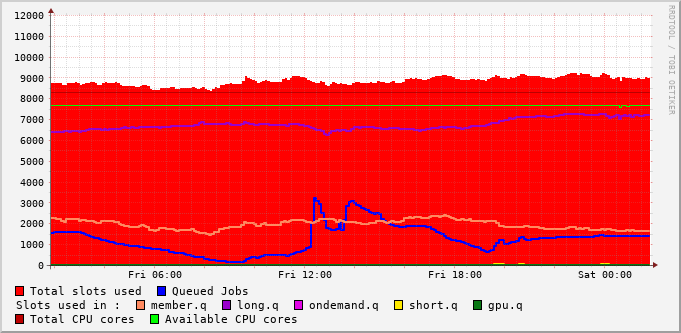 12000
11000
10000
9000
8000
7000
6000
5000
4000
3000
2000
1000
0
Fri 06:00 Fri 12:00 Fri 18:00 Sat 00:00
RRDTOOL / TOBI OETIKER
Total slots used Queued Jobs
Slots used in : member.q long.q ondemand.q short.q gpu.q
Total CPU cores Available CPU cores